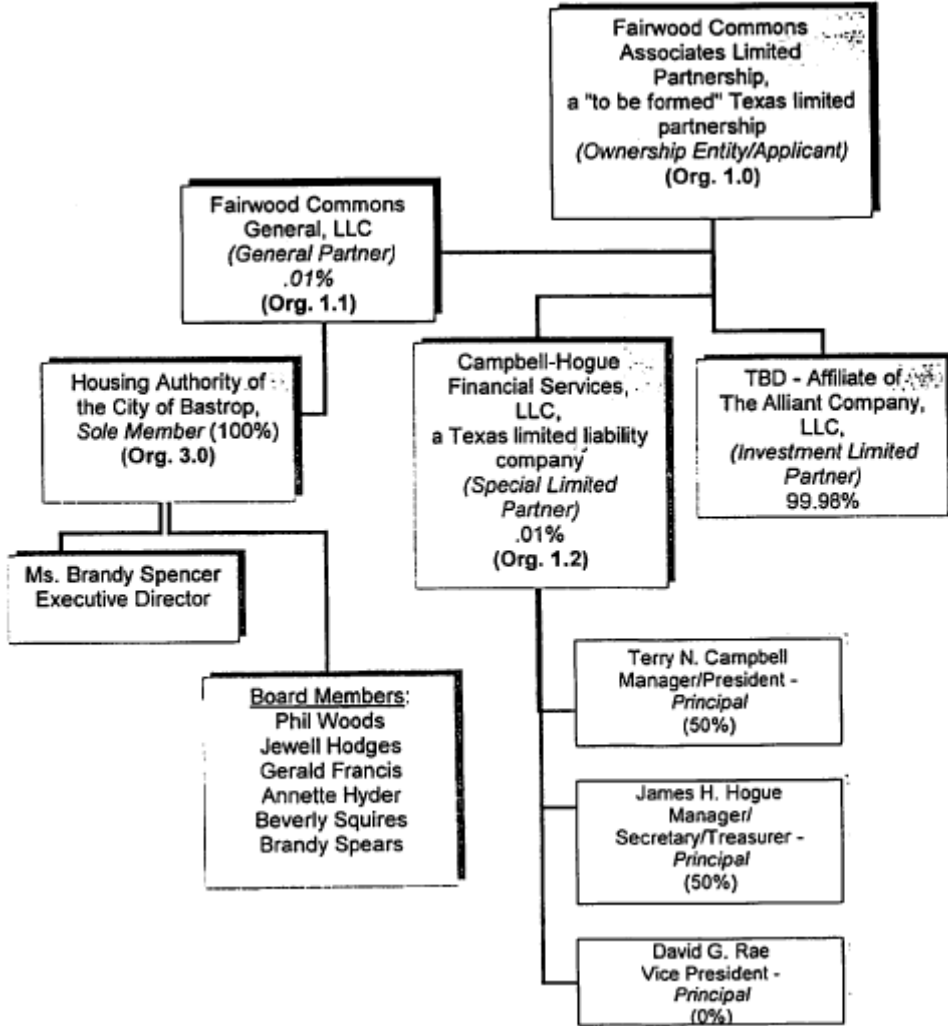 Fairwood Commons
Associates Limited
Partnership,
a "to be formed" Texas limited
partnership
(Ownership Entity/Applicant)
(Org. 1.0)
Fairwood Commons
General, LLC
(General Partner)
.01%
(Org. 1.1)
Housing Authority of
the City of Bastrop,
Sole Member (100%)
(Org. 3.0)
Campbell-Hogue
Financial Services,
LLC,
a Texas limited liability
company
(Special Limited
Partner)
.01%
(Org. 1.2)
TBD - Affiliate of
The Alliant Company,
LLC,
(Investment Limited
Partner)
99.98%
Ms. Brandy Spencer
Executive Director
Board Members:
Phil Woods
Jewell Hodges
Gerald Francis
Annette Hyder
Beverly Squires
Brandy Spears
Terry N. Campbell
Manager/President -
Principal
(50%)
James H. Hogue
Manager/
Secretary/Treasurer -
Principal
(50%)
David G. Rae
Vice President -
Principal
(0%)